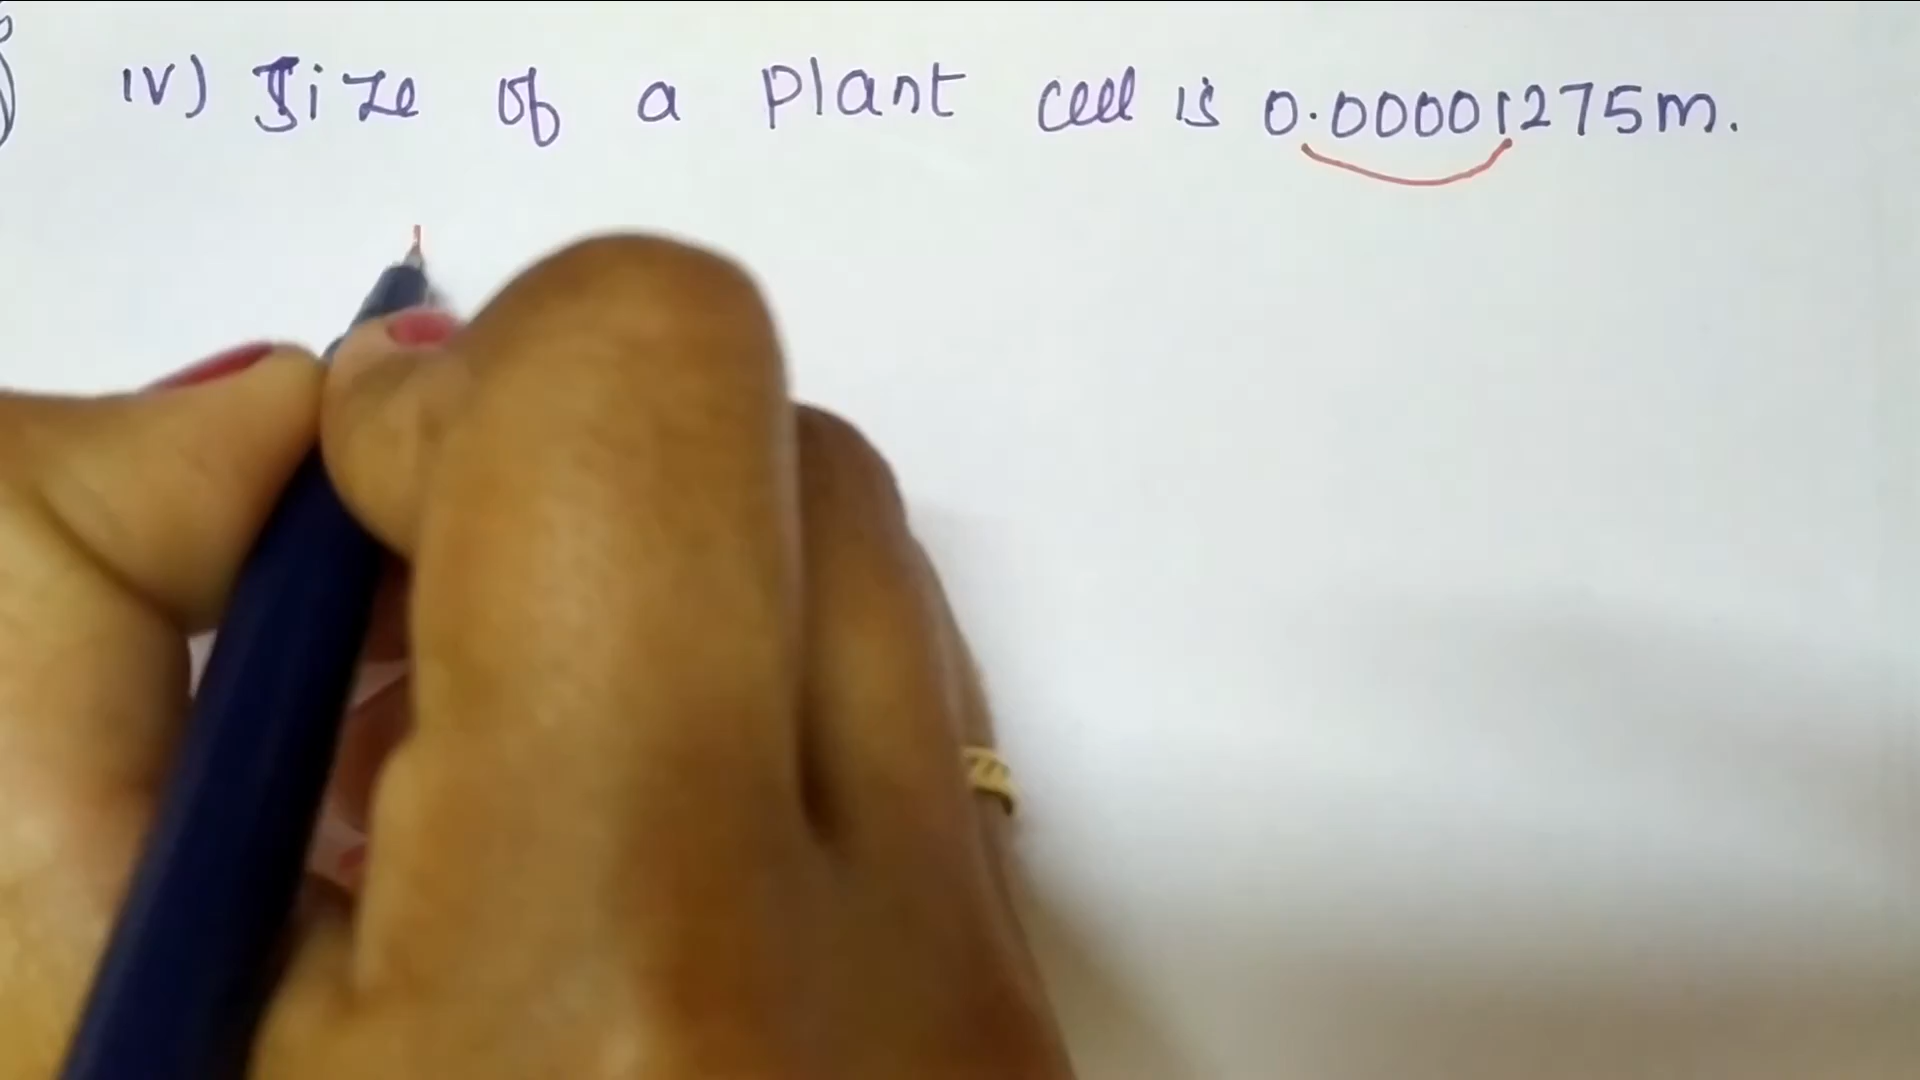 iv) Size of a plant cell is 0.00001275m.